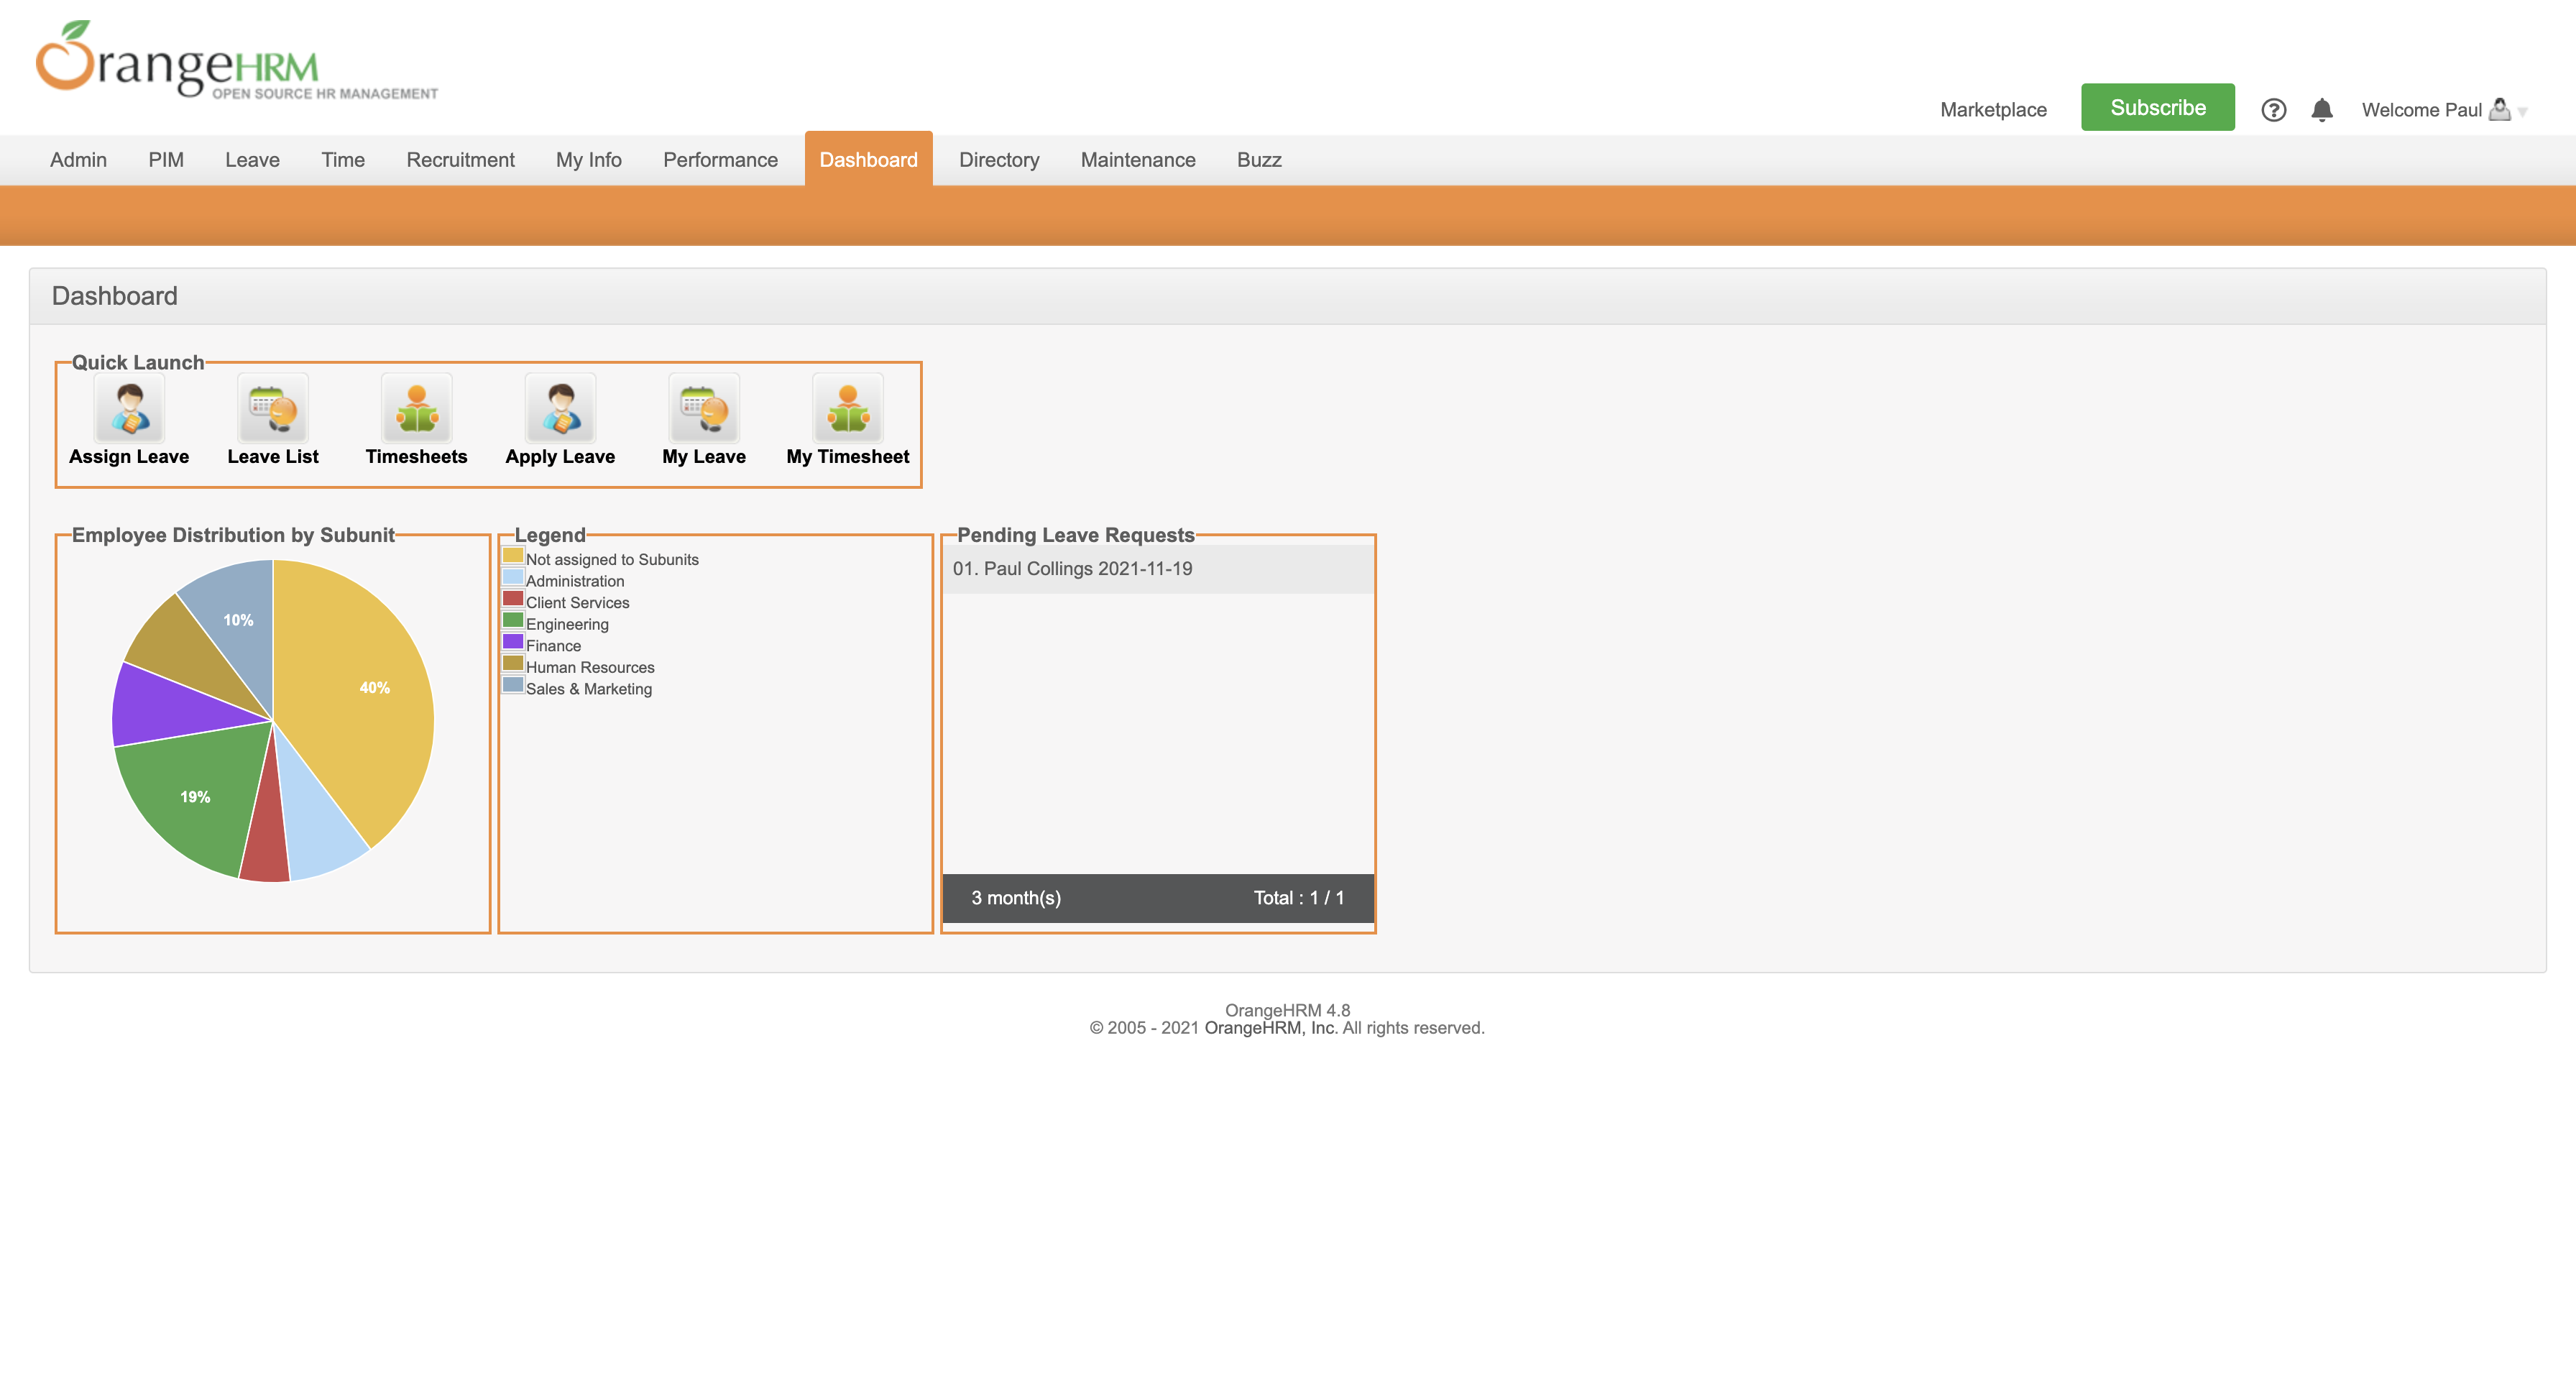 OrangeHRM
OPEN SOURCE HR MANAGEMENT
Marketplace Subscribe ? Welcome Paul
Admin PIM Leave Time Recruitment My Info Performance Dashboard Directory Maintenance Buzz
Dashboard
Quick Launch
Assign Leave Leave List Timesheets Apply Leave My Leave My Timesheet
Employee Distribution by Subunit
10%
40%
19%
Legend
Not assigned to Subunits
Administration
Client Services
Engineering
Finance
Human Resources
Sales & Marketing
Pending Leave Requests
01. Paul Collings 2021-11-19
3 month(s) Total : 1 / 1
OrangeHRM 4.8
© 2005 - 2021 OrangeHRM, Inc. All rights reserved.